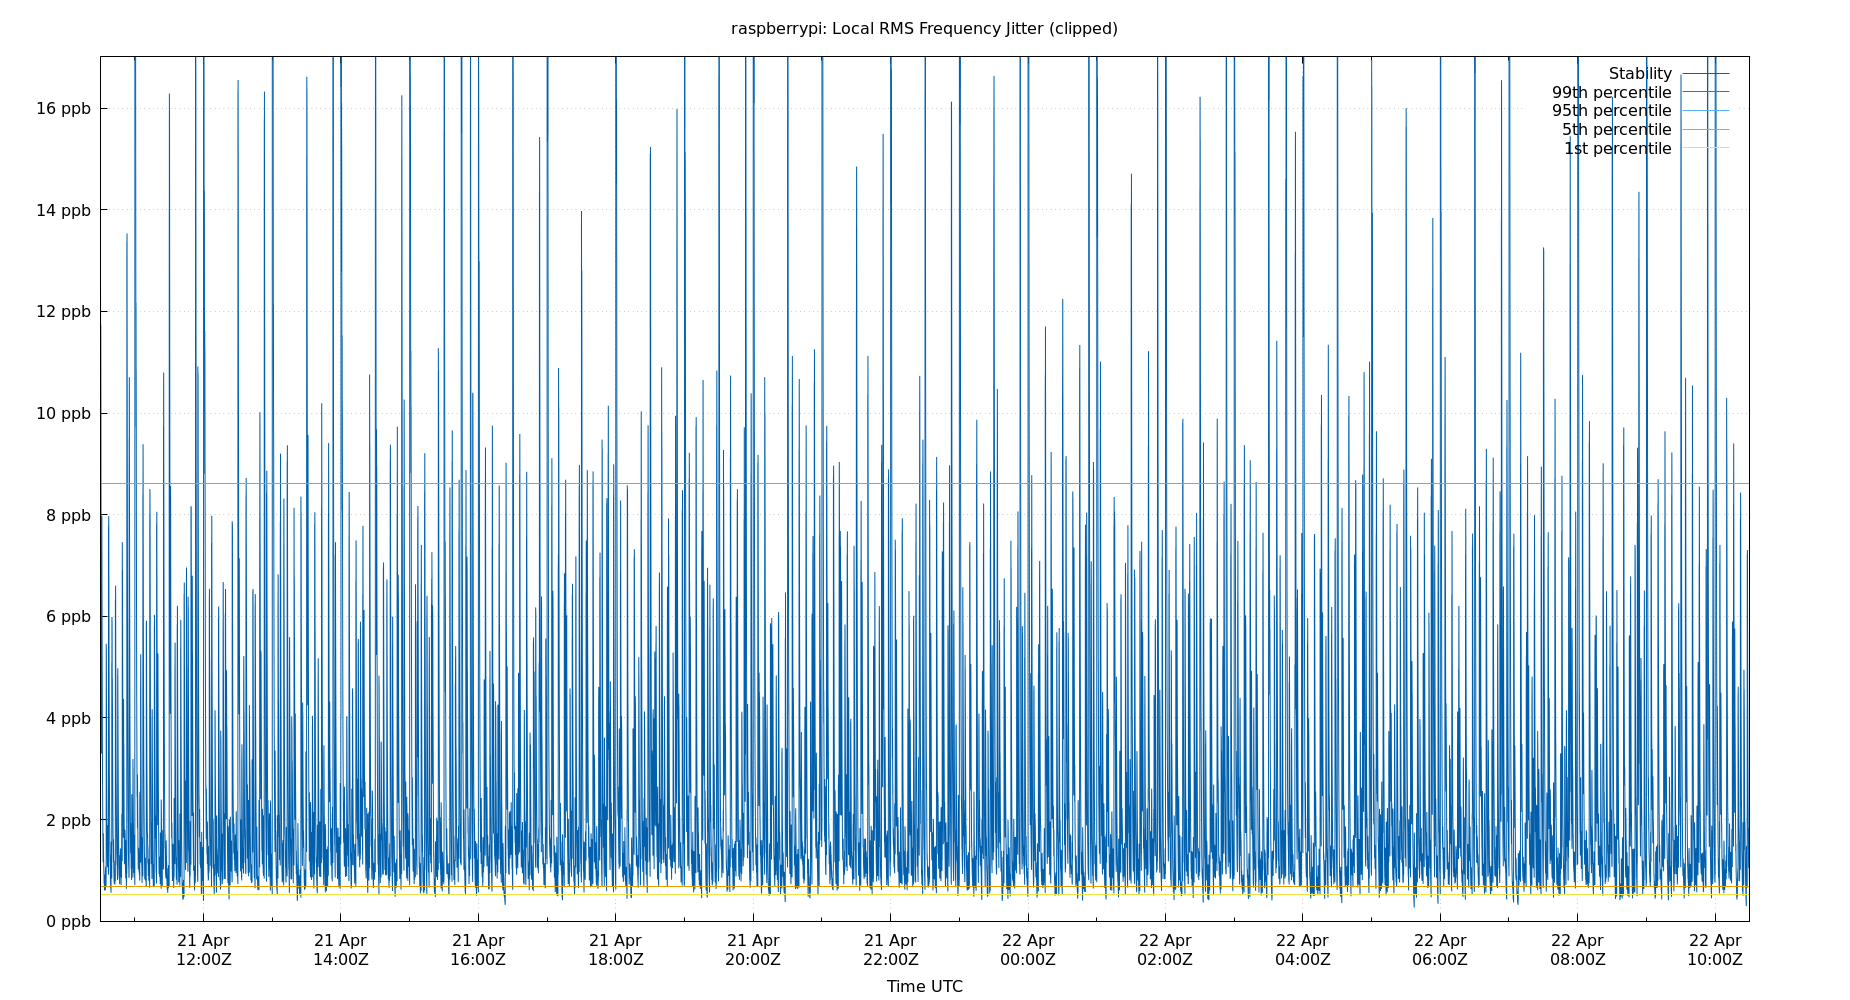 raspberrypi: Local RMS Frequency Jitter (clipped)
Stability
99th percentile
95th percentile
5th percentile
1st percentile
16 ppb
14 ppb
12 ppb
10 ppb
8 ppb
6 ppb
4 ppb
2 ppb
0 ppb
21 Apr 21 Apr 21 Apr 21 Apr 21 Apr 21 Apr 22 Apr 22 Apr 22 Apr 22 Apr 22 Apr 22 Apr
12:00Z 14:00Z 16:00Z 18:00Z 20:00Z 22:00Z 00:00Z 02:00Z 04:00Z 06:00Z 08:00Z 10:00Z
Time UTC